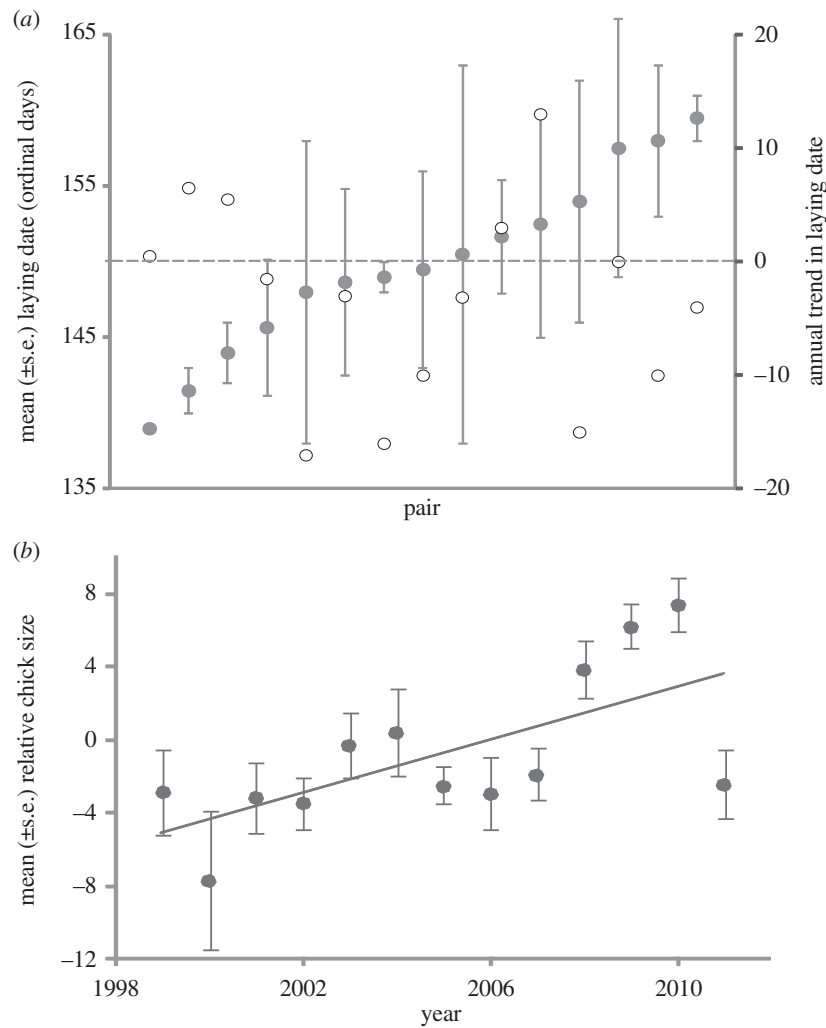 (a)
165
155
145
135
mean (±s.e.) laying date (ordinal days)
20
10
0
–10
–20
annual trend in laying date
pair
(b)
8
4
0
–4
–8
–12
mean (±s.e.) relative chick size
1998 2002 2006 2010
year